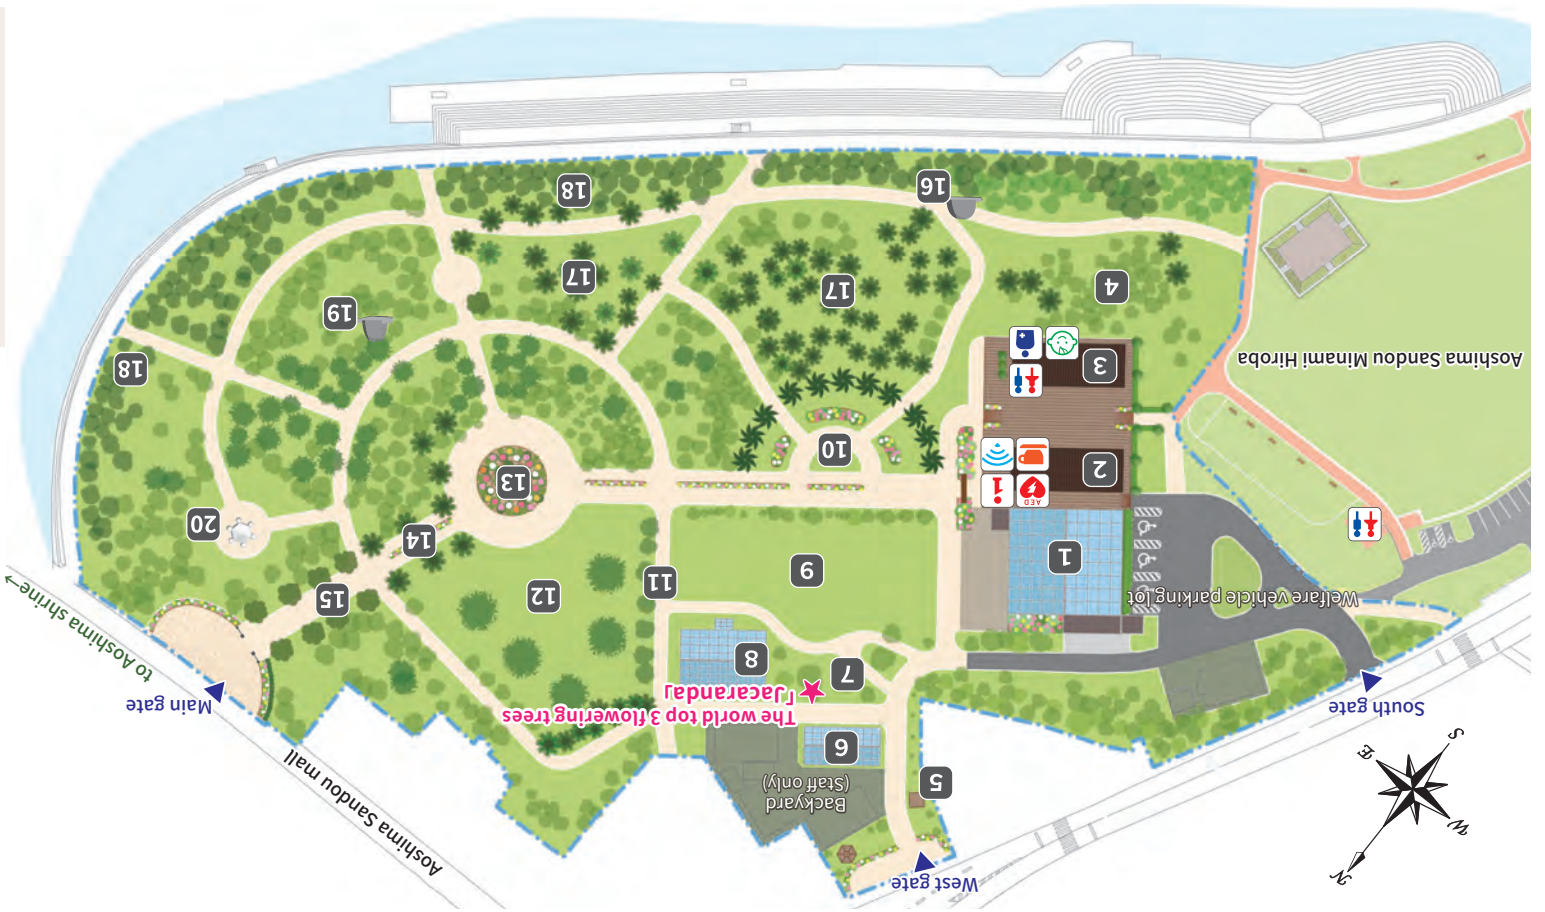 N
W
E
S
West gate
South gate
Main gate
Aoshima Sandou mall
to Aoshima shrine→
Backyard
(Staff only)
5
6
The world top 3 flowering trees
「Jacaranda」
7
8
Welfare vehicle parking lot
1
9
11
12
15
14
20
AED
i
2
10
13
3
Aoshima Sandou Minami Hiroba
4
17
17
19
18
16
18